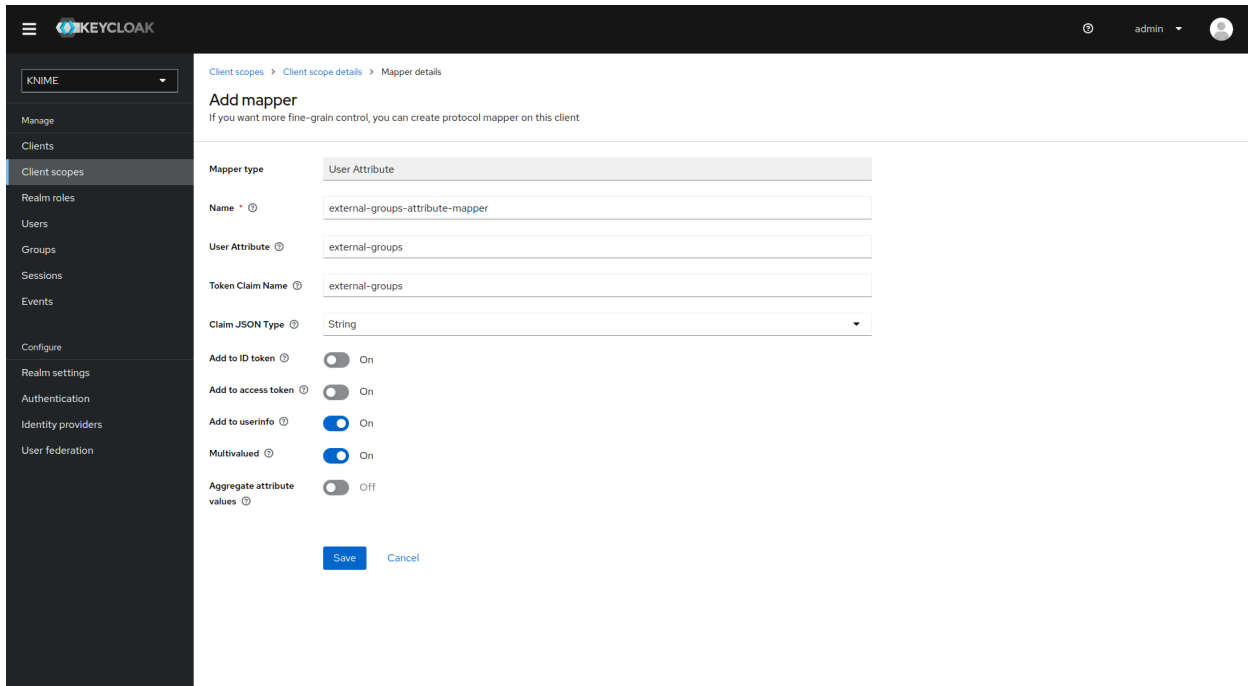 KEYCLOAK
admin
KNIME
Manage
Clients
Client scopes
Realm roles
Users
Groups
Sessions
Events
Configure
Realm settings
Authentication
Identity providers
User federation
Client scopes > Client scope details > Mapper details
Add mapper
If you want more fine-grain control, you can create protocol mapper on this client
Mapper type User Attribute
Name * external-groups-attribute-mapper
User Attribute external-groups
Token Claim Name external-groups
Claim JSON Type String
Add to ID token On
Add to access token On
Add to userinfo On
Multivalued On
Aggregate attribute
values Off
Save Cancel